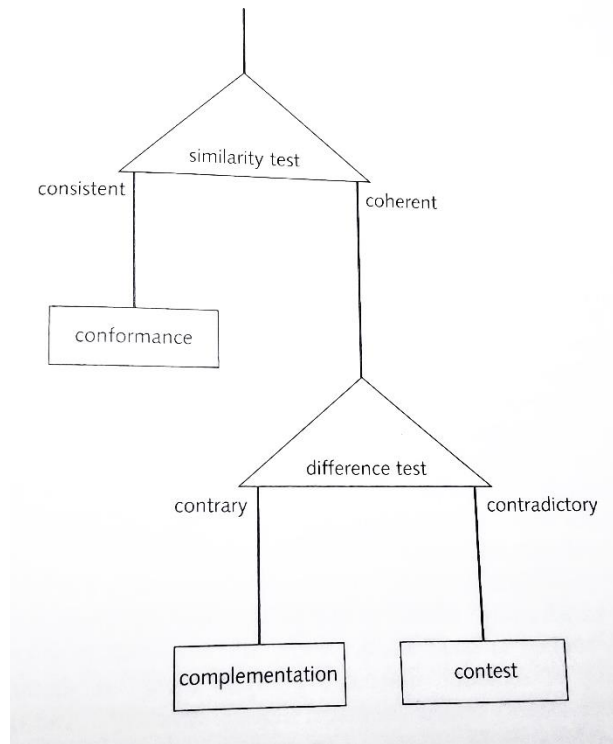 similarity test
consistent
coherent
conformance
difference test
contrary
contradictory
complementation
contest